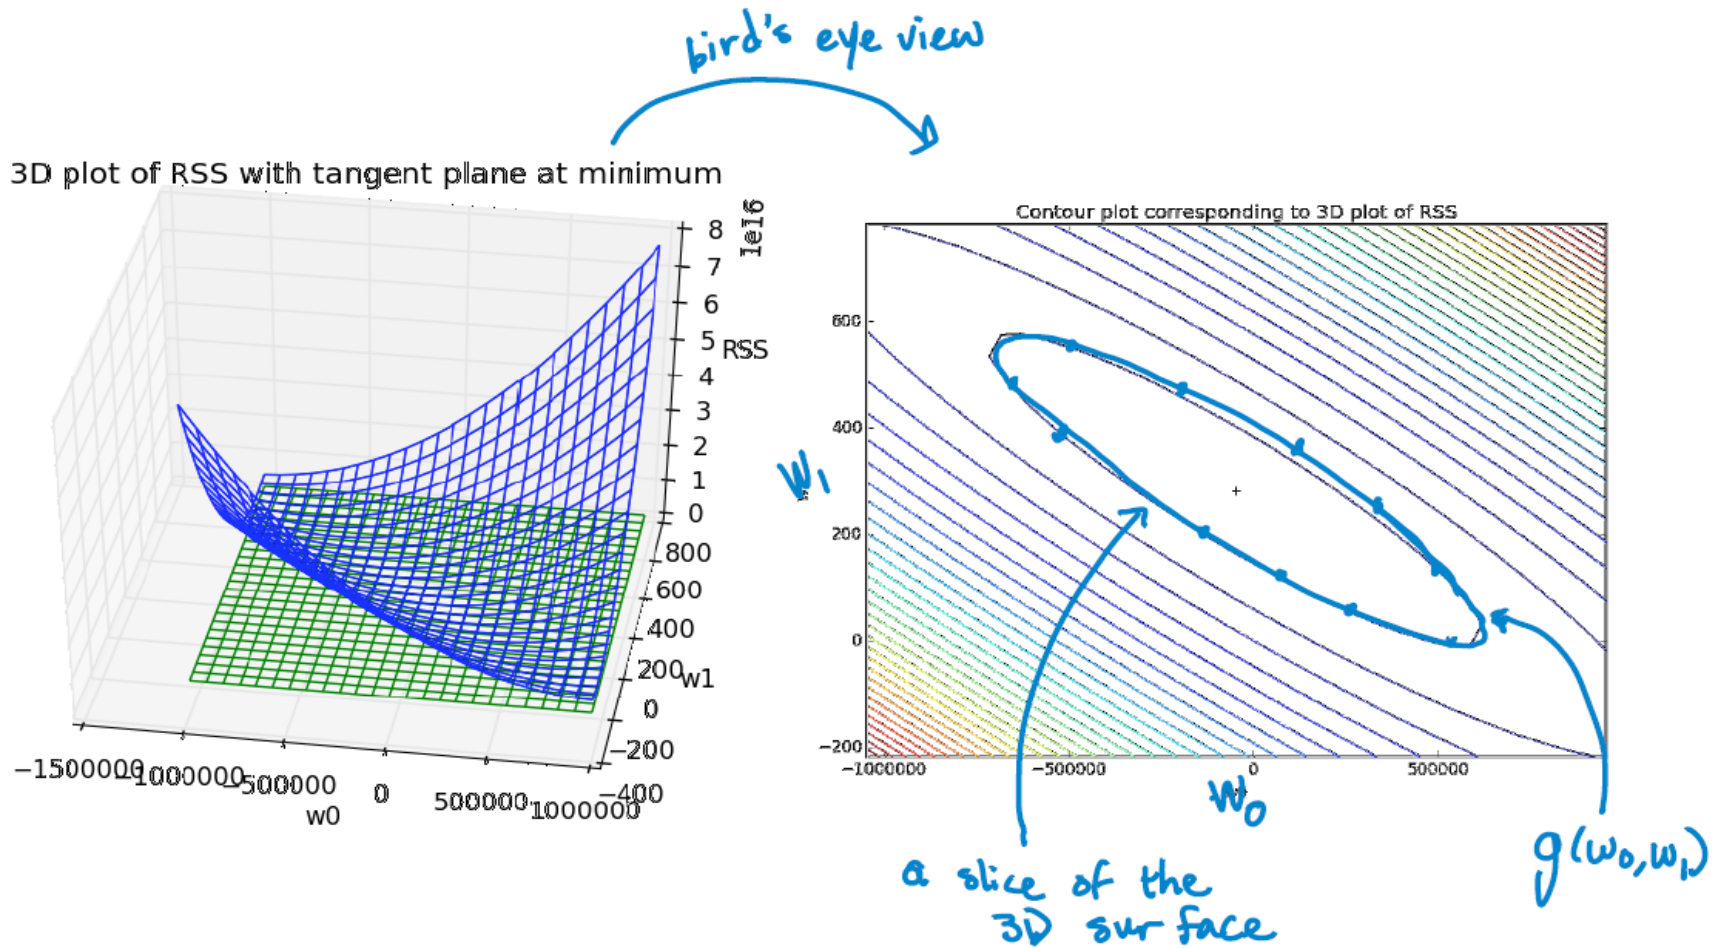 bird's eye view
3D plot of RSS with tangent plane at minimum
1e16
8
7
6
5
4
3
2
1
0
RSS
800
600
400
200
0
−200
−400
w1
−1500000
−1000000
−500000
0
500000
1000000
w0
Contour plot corresponding to 3D plot of RSS
600
400
200
0
−200
W1
−1000000
−500000
0
500000
W0
a slice of the
3D surface
g(w0,w1)